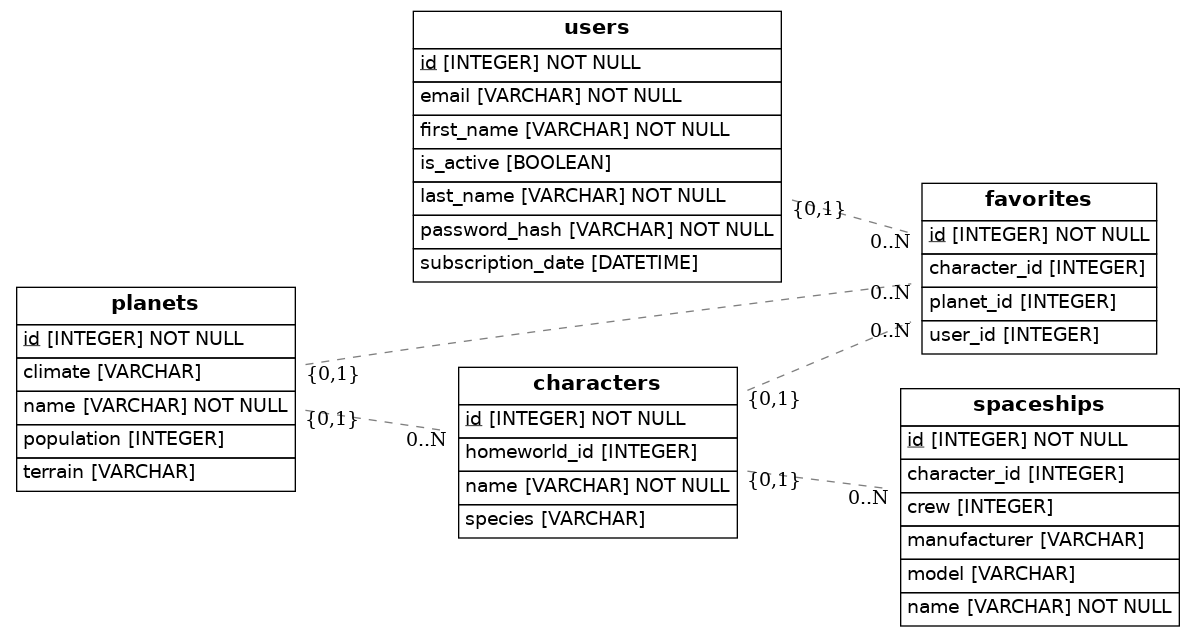 users
id [INTEGER] NOT NULL
email [VARCHAR] NOT NULL
first_name [VARCHAR] NOT NULL
is_active [BOOLEAN]
last_name [VARCHAR] NOT NULL
password_hash [VARCHAR] NOT NULL
subscription_date [DATETIME]
{0,1}
0..N
favorites
id [INTEGER] NOT NULL
character_id [INTEGER]
planet_id [INTEGER]
user_id [INTEGER]
0..N
0..N
planets
id [INTEGER] NOT NULL
climate [VARCHAR]
name [VARCHAR] NOT NULL
population [INTEGER]
terrain [VARCHAR]
{0,1}
{0,1}
0..N
characters
id [INTEGER] NOT NULL
homeworld_id [INTEGER]
name [VARCHAR] NOT NULL
species [VARCHAR]
{0,1}
{0,1}
0..N
spaceships
id [INTEGER] NOT NULL
character_id [INTEGER]
crew [INTEGER]
manufacturer [VARCHAR]
model [VARCHAR]
name [VARCHAR] NOT NULL